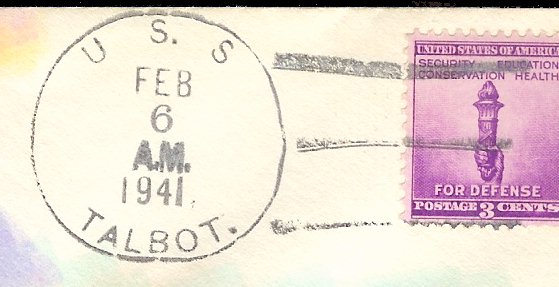 U. S. S
FEB
6
A.M.
1941
TALBOT.
UNITED STATES OF AMERICA
SECURITY EDUCATION
CONSERVATION HEALTH
FOR DEFENSE
POSTAGE 3 CENTS